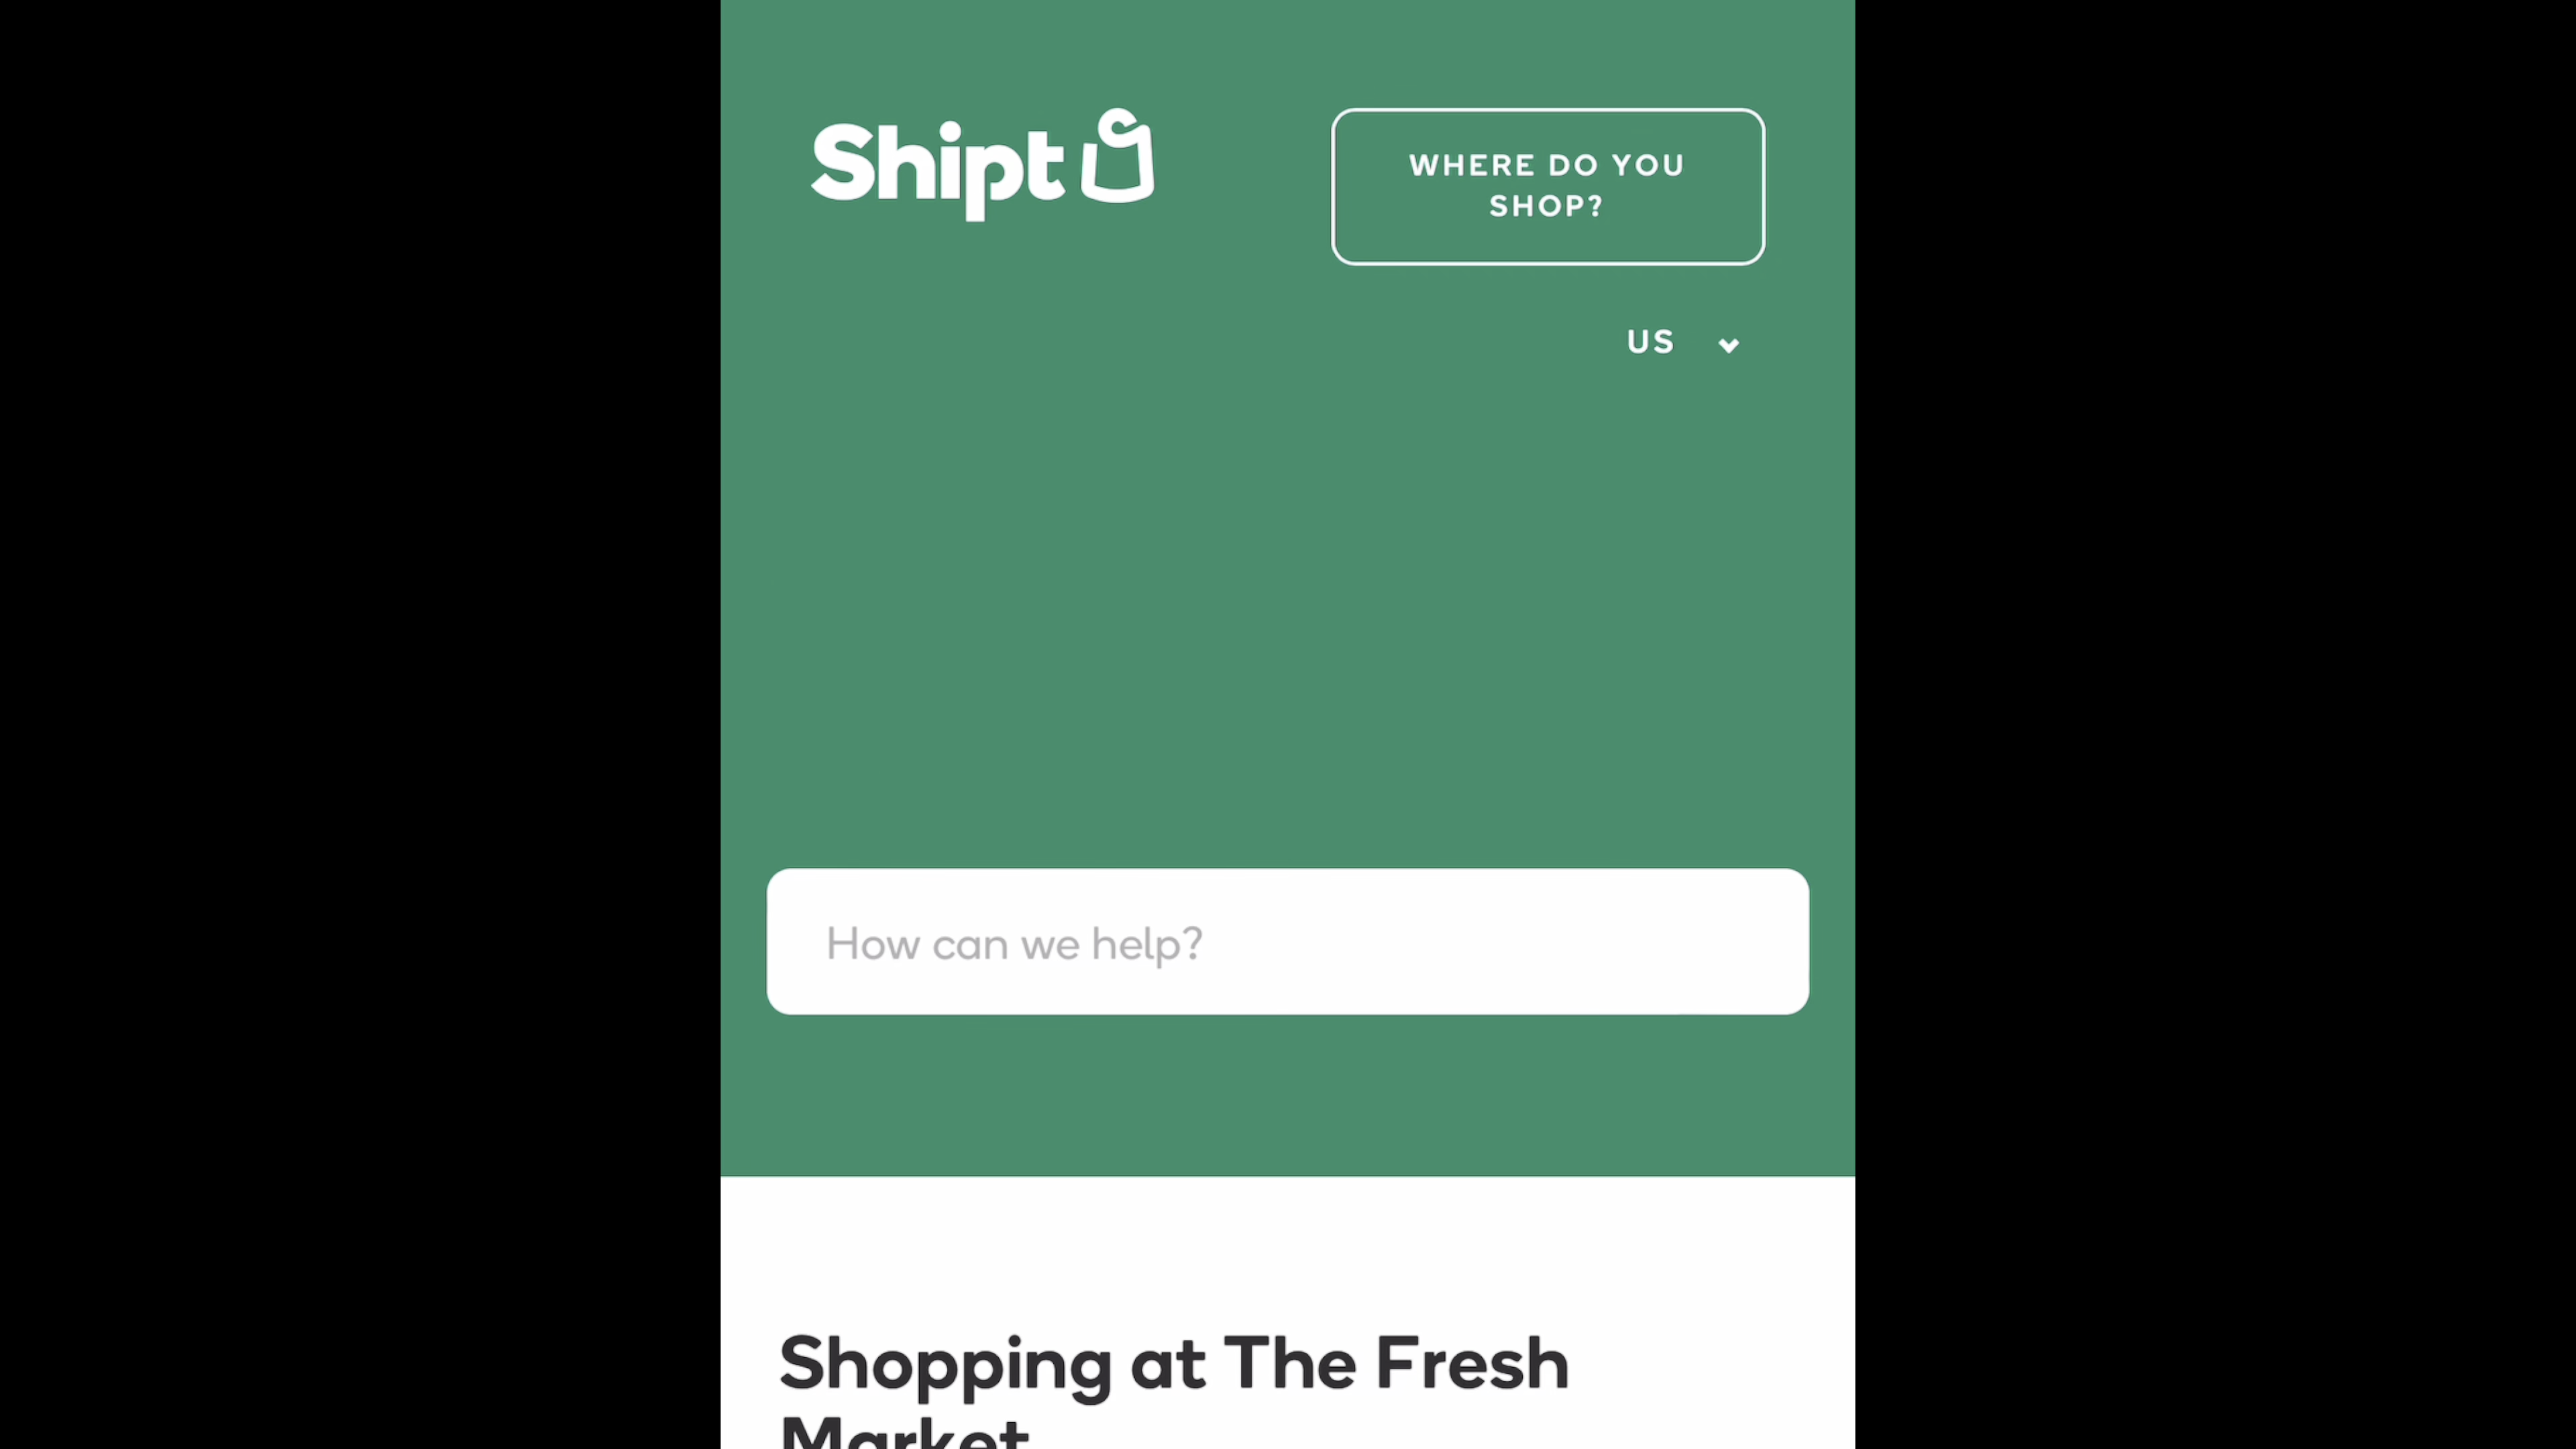 Shipt
WHERE DO YOU
SHOP?
US
How can we help?
Shopping at The Fresh
Market